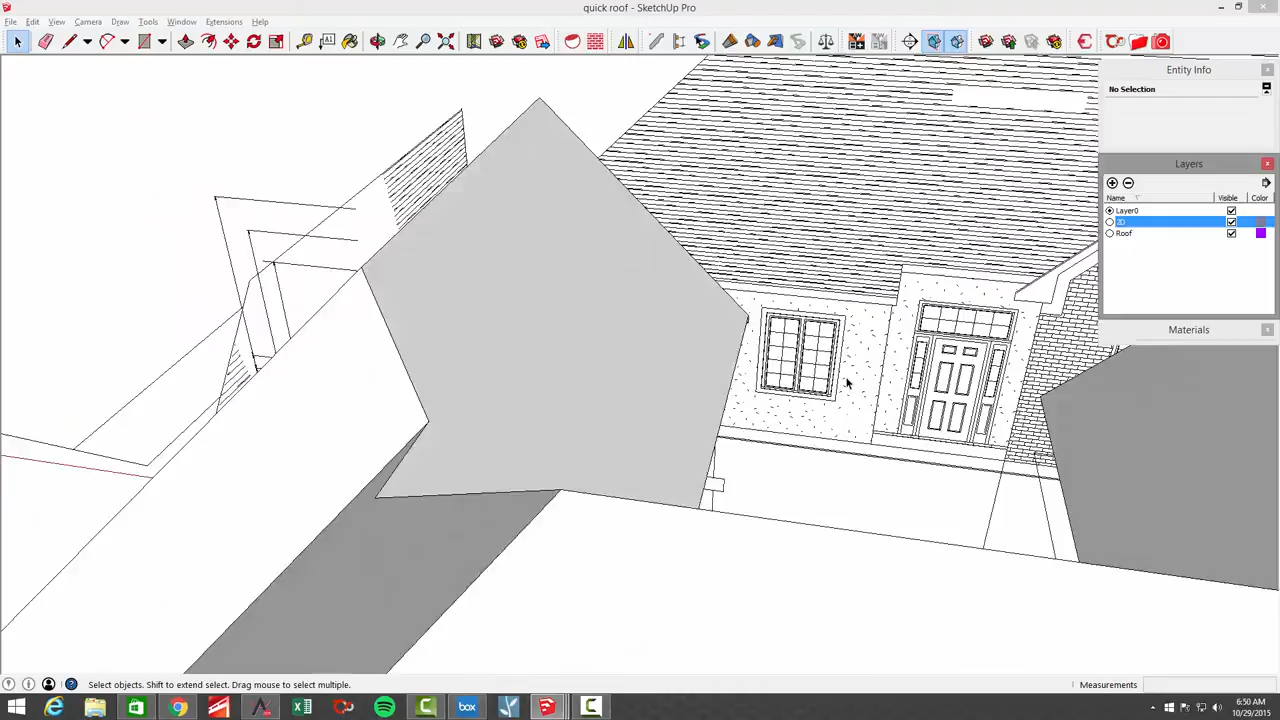 quick roof - SketchUp Pro
File Edit View Camera Draw Tools Window Extensions Help
Entity Info
No Selection
Layers
Name Visible Color
Layer0
2D
Roof
Materials
Select objects. Shift to extend select. Drag mouse to select multiple.
Measurements
box
6:50 AM
10/29/2015